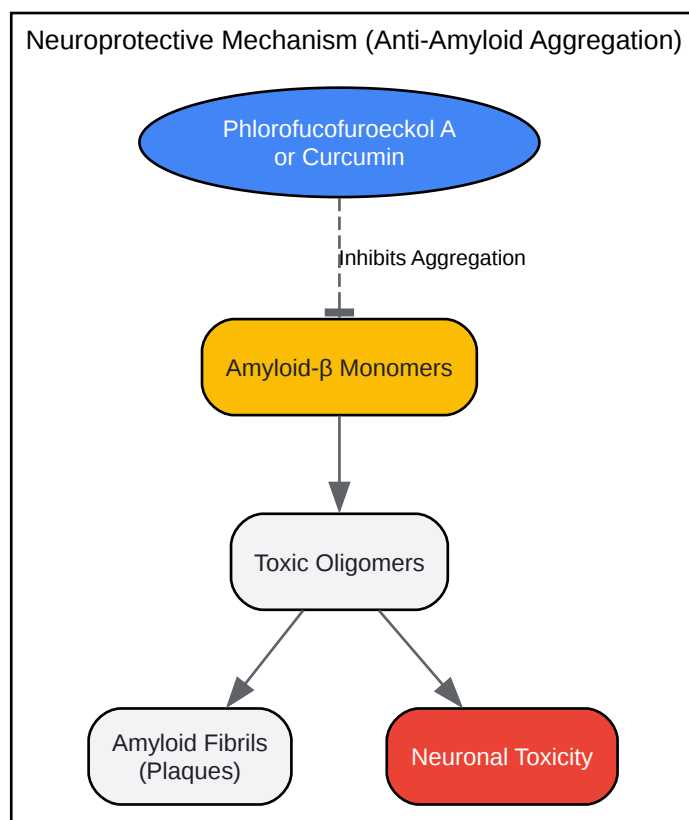 Neuroprotective Mechanism (Anti-Amyloid Aggregation)
Phlorofucofuroeckol A
or Curcumin
Inhibits Aggregation
Amyloid-β Monomers
Toxic Oligomers
Amyloid Fibrils
(Plaques)
Neuronal Toxicity